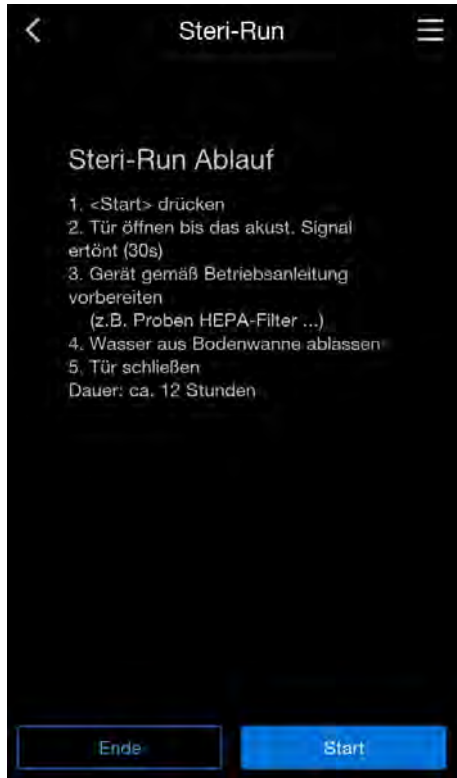 Steri-Run
Steri-Run Ablauf
1. <Start> drücken
2. Tür öffnen bis das akust. Signal
ertönt (30s)
3. Gerät gemäß Betriebsanleitung
vorbereiten
(z.B. Proben HEPA-Filter ...)
4. Wasser aus Bodenwanne ablassen
5. Tür schließen
Dauer: ca. 12 Stunden
Ende
Start